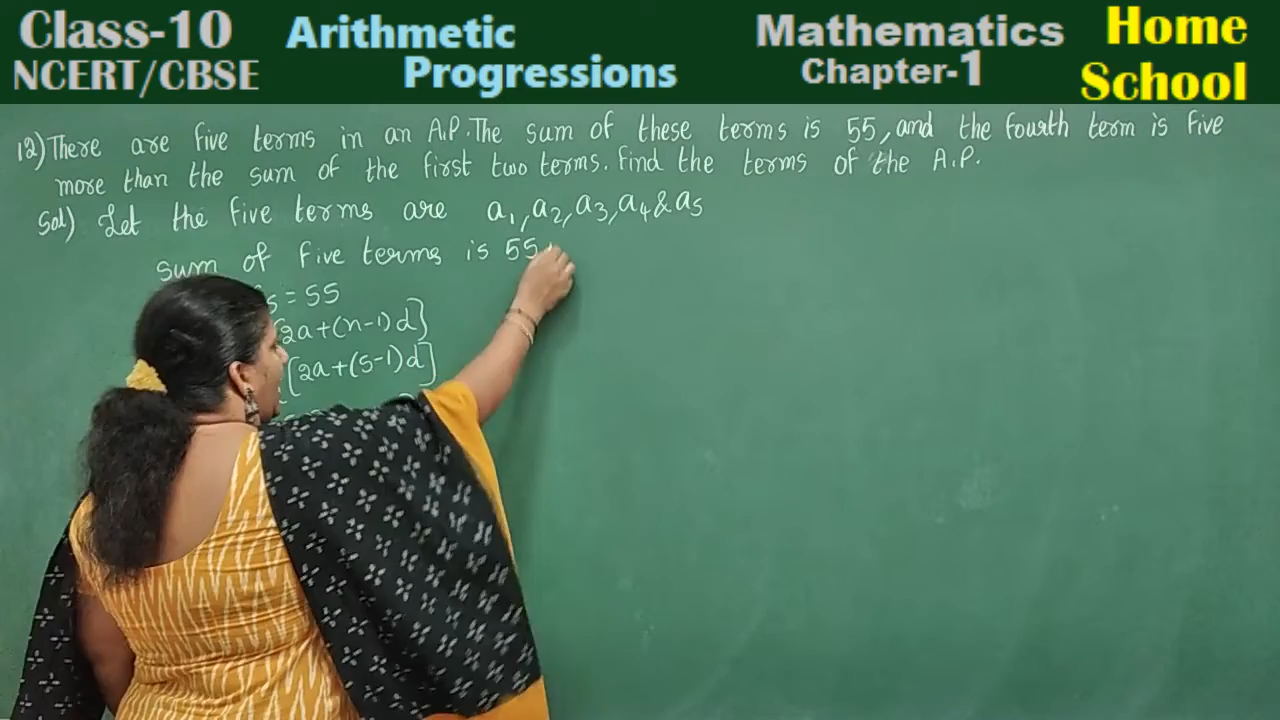 Class-10 Arithmetic Mathematics Home
NCERT/CBSE Progressions Chapter-1 School
12) There are five terms in an A.P. The sum of these terms is 55, and the fourth term is five
more than the sum of the first two terms. Find the terms of the A.P.
Sol) Let the five terms are a₁, a₂, a₃, a₄ & a₅
sum of five terms is 55
= 55
2a+(n-1)d]
[2a+(5-1)d]